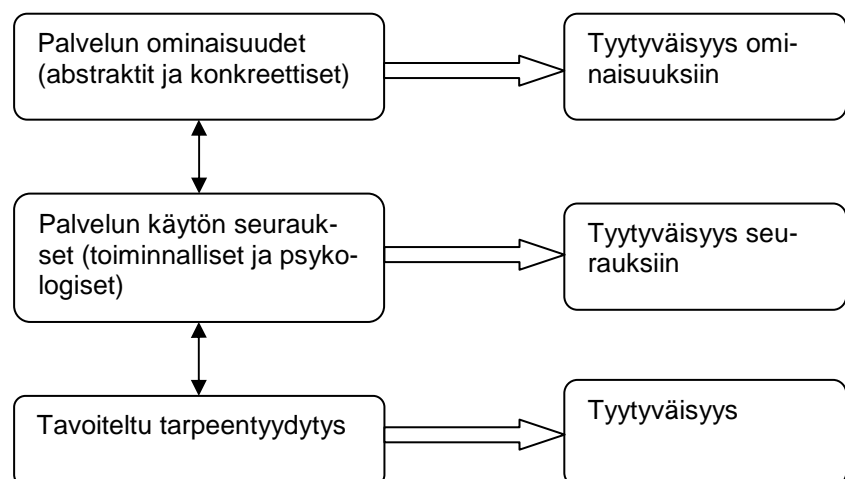 Palvelun ominaisuudet
(abstraktit ja konkreettiset)
Tyytyväisyys omi-
naisuuksiin
Palvelun käytön seurauk-
set (toiminnalliset ja psyko-
logiset)
Tyytyväisyys seu-
rauksiin
Tavoiteltu tarpeentyydytys
Tyytyväisyys